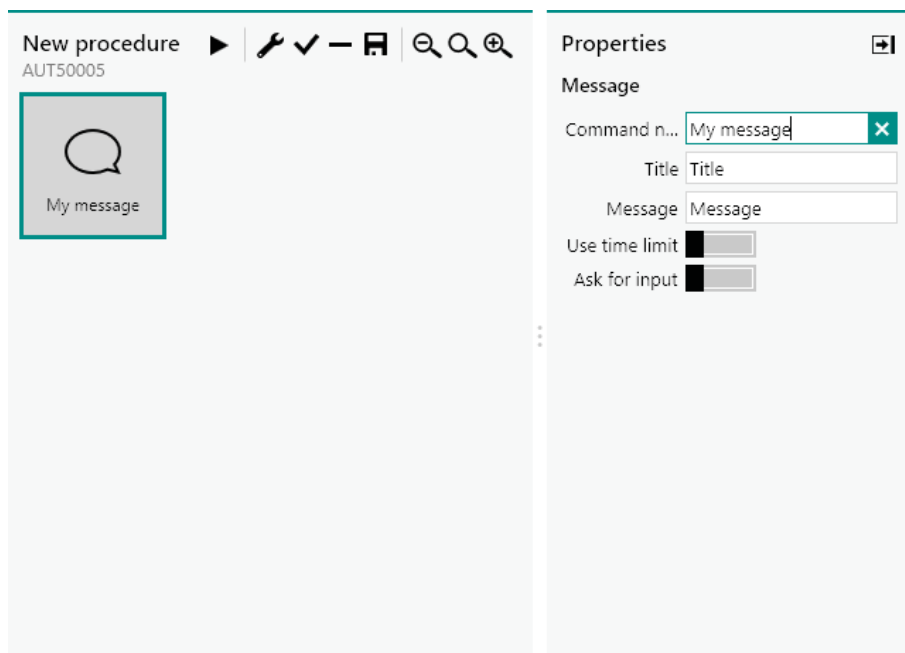 New procedure
AUT50005
My message
Properties
Message
Command n... My message
Title Title
Message Message
Use time limit
Ask for input